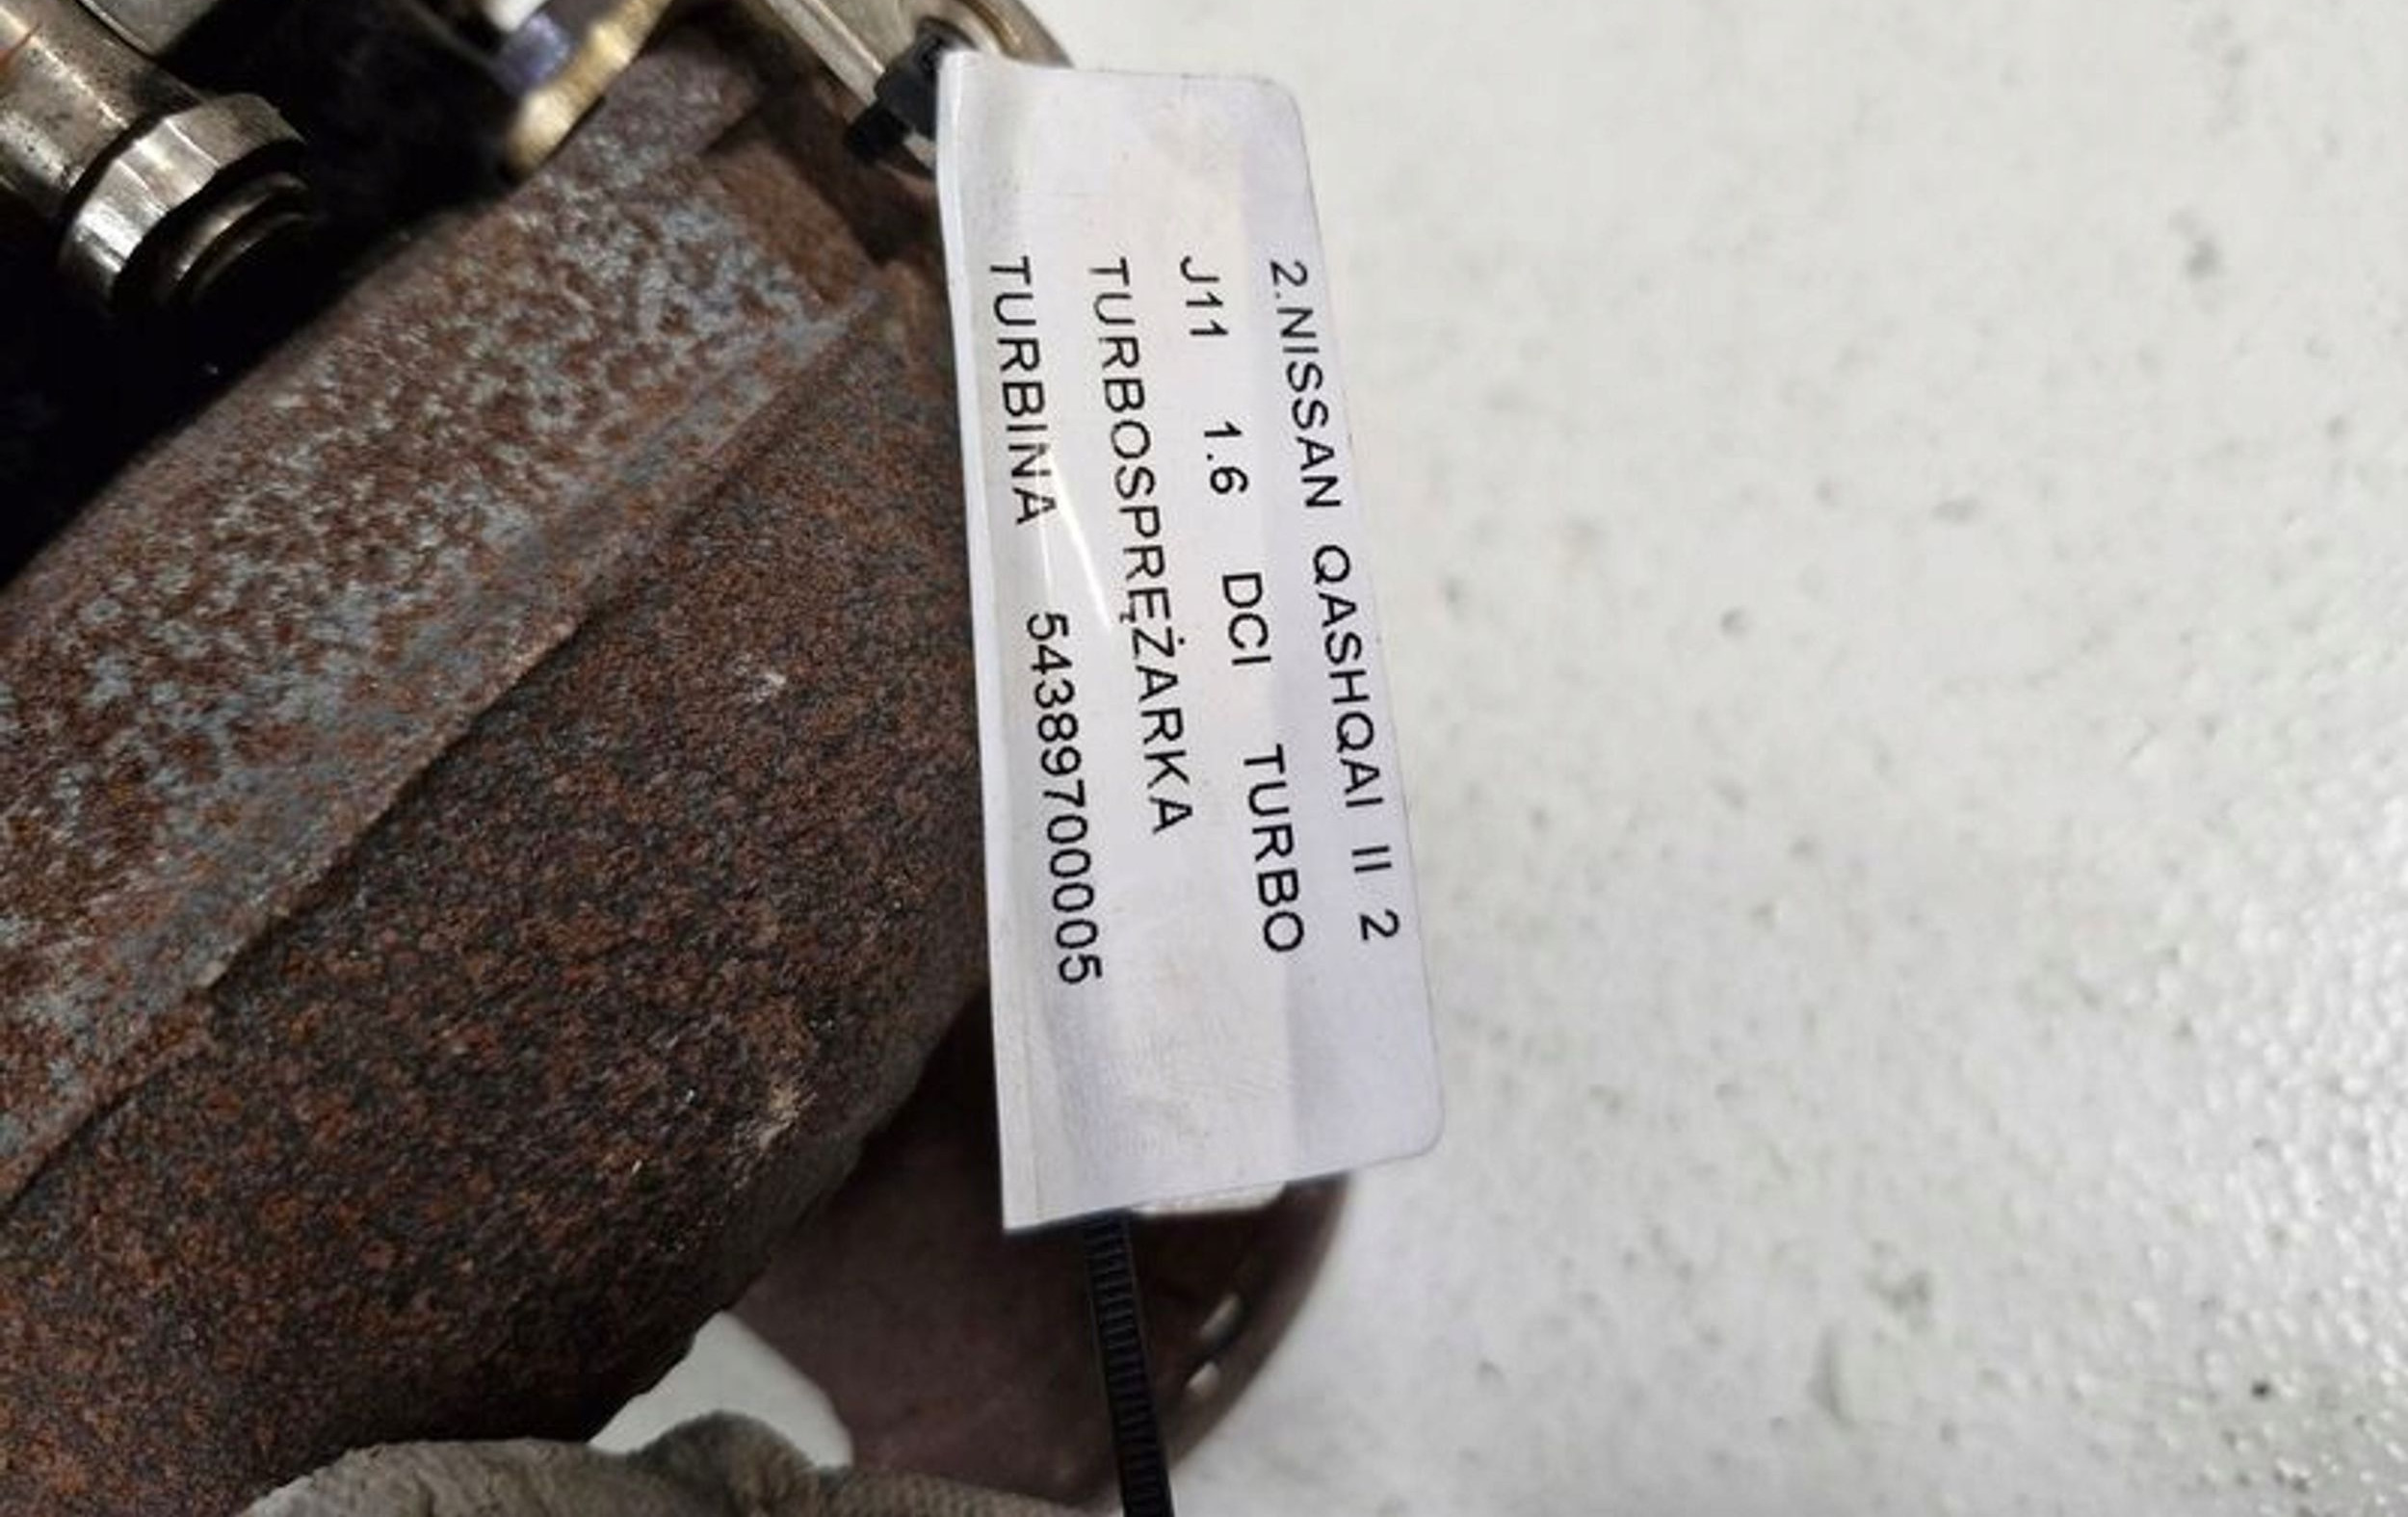 2.NISSAN QASHQAI II 2
J11 1.6 DCI TURBO
TURBOSPRĘŻARKA
TURBINA 54389700005